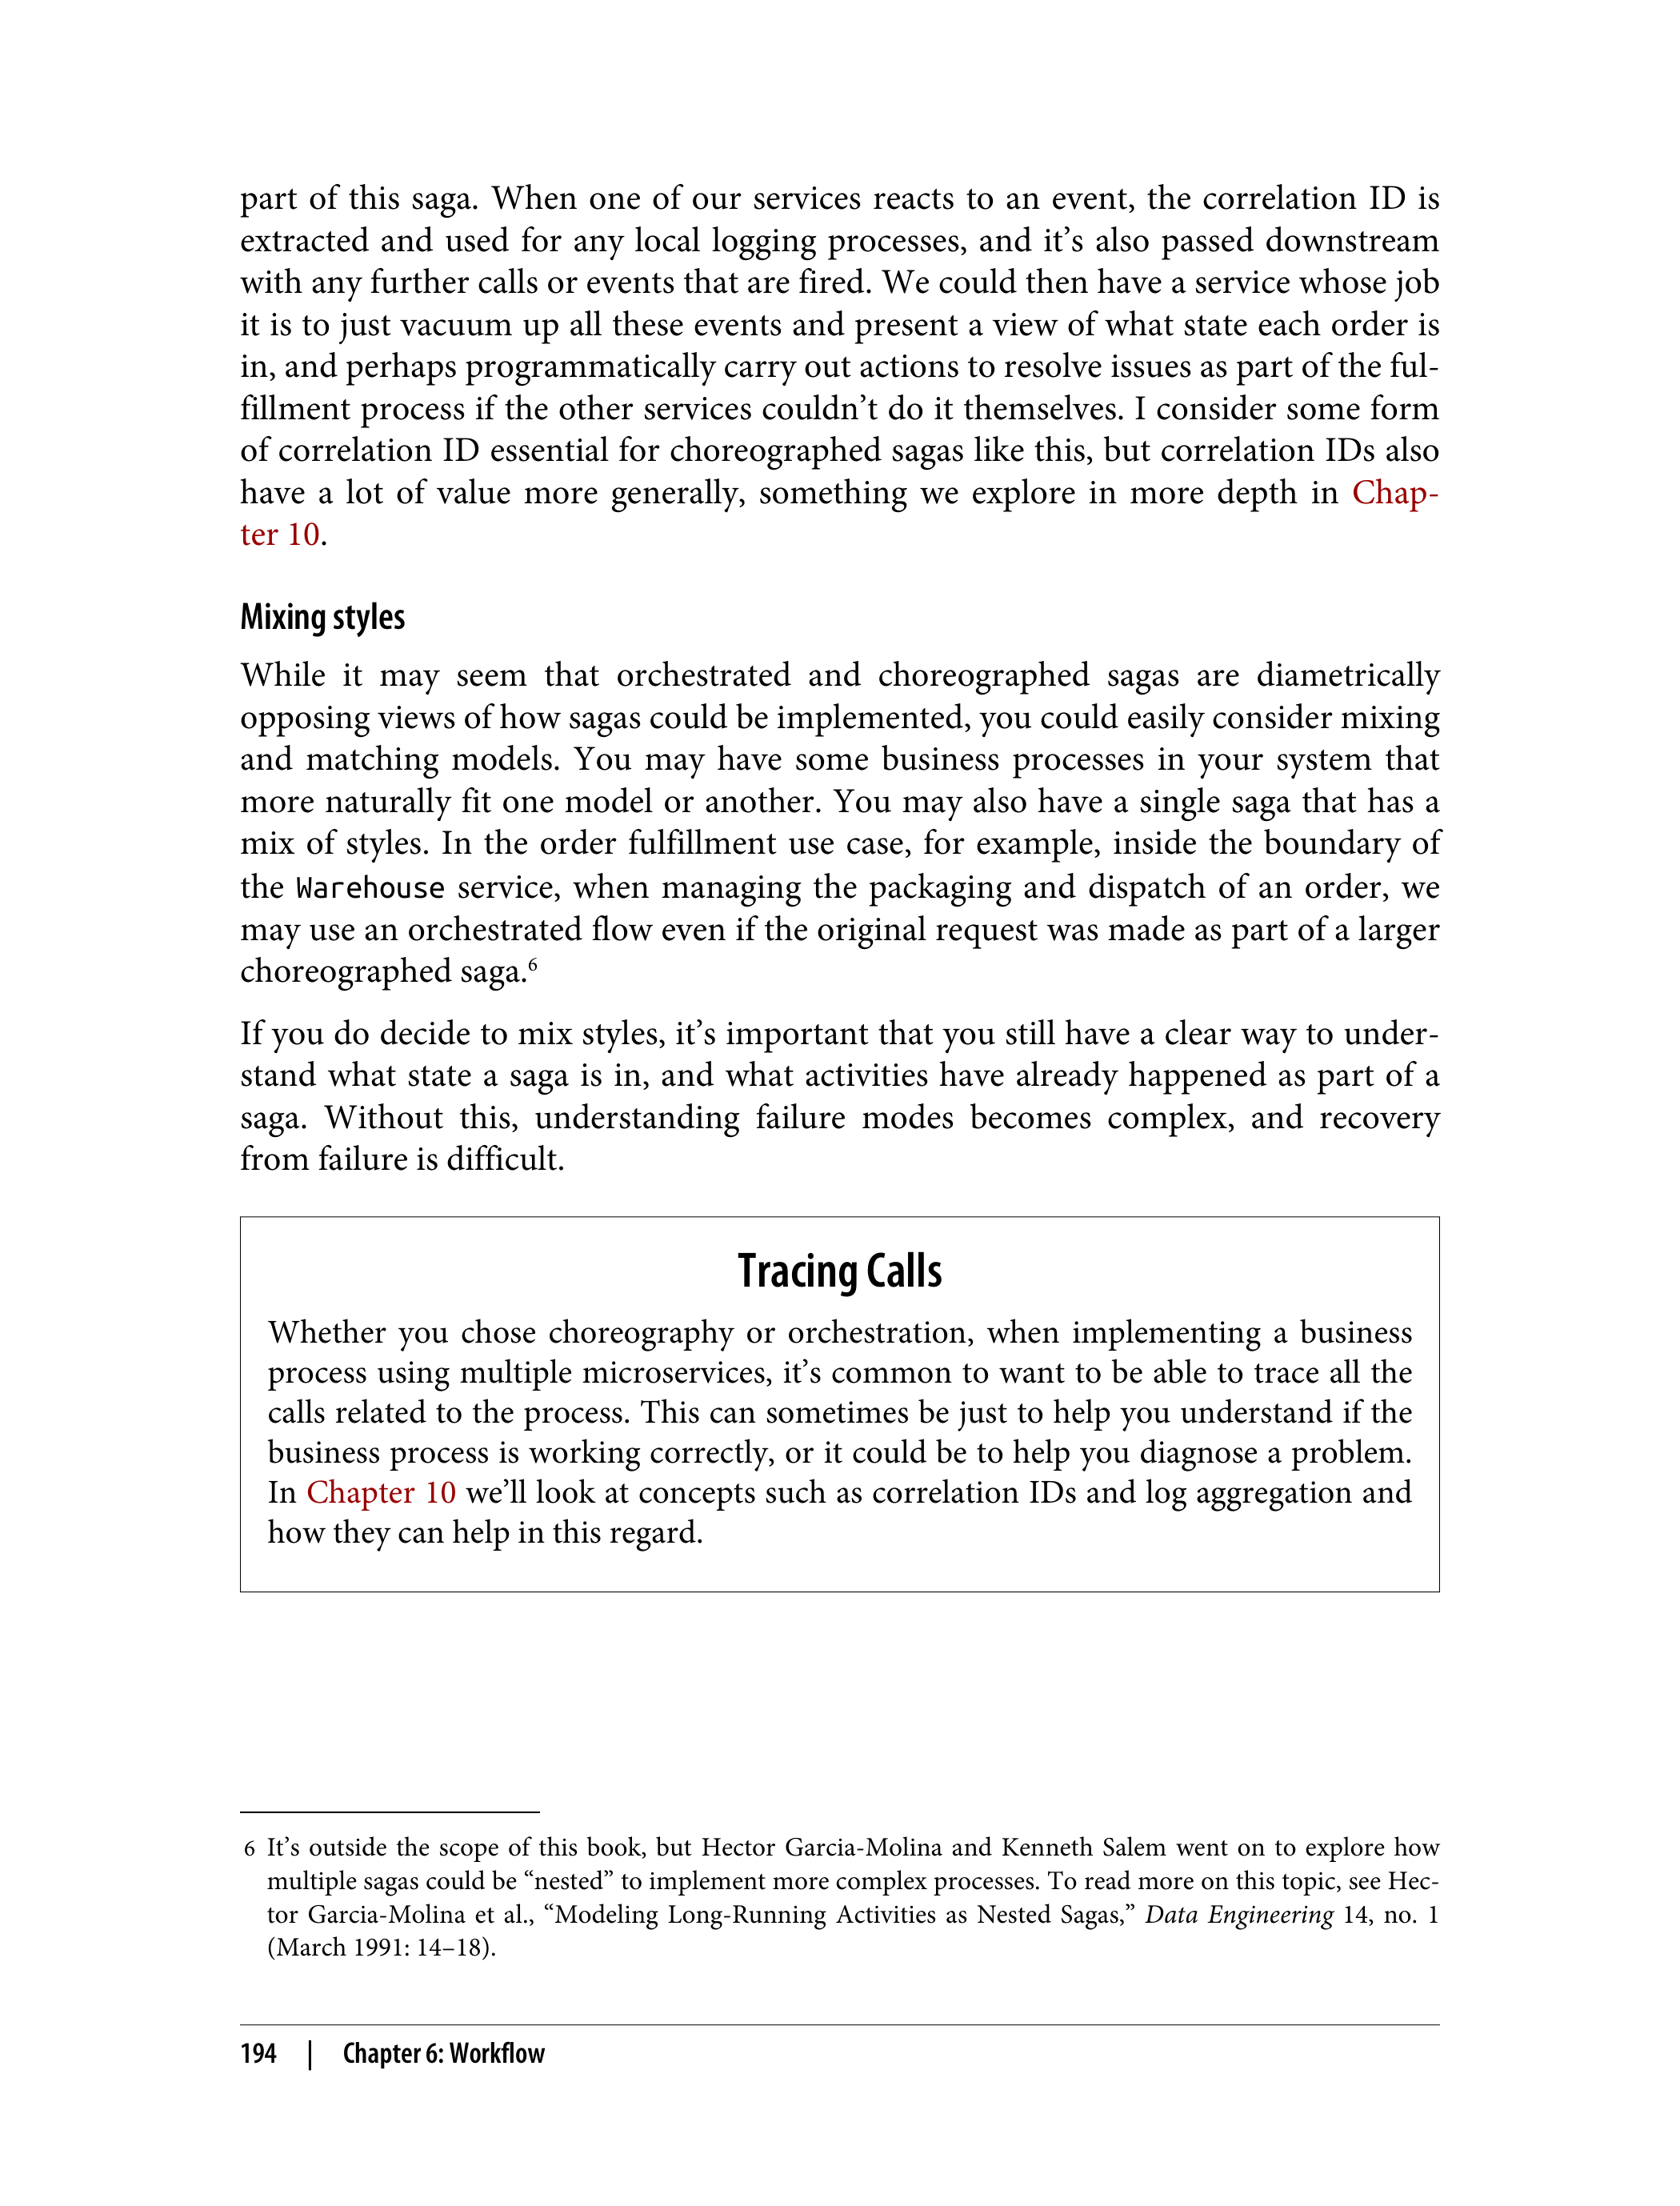 part of this saga. When one of our services reacts to an event, the correlation ID is
extracted and used for any local logging processes, and it’s also passed downstream
with any further calls or events that are fired. We could then have a service whose job
it is to just vacuum up all these events and present a view of what state each order is
in, and perhaps programmatically carry out actions to resolve issues as part of the ful-
fillment process if the other services couldn’t do it themselves. I consider some form
of correlation ID essential for choreographed sagas like this, but correlation IDs also
have a lot of value more generally, something we explore in more depth in Chap-
ter 10.
Mixing styles
While it may seem that orchestrated and choreographed sagas are diametrically
opposing views of how sagas could be implemented, you could easily consider mixing
and matching models. You may have some business processes in your system that
more naturally fit one model or another. You may also have a single saga that has a
mix of styles. In the order fulfillment use case, for example, inside the boundary of
the Warehouse service, when managing the packaging and dispatch of an order, we
may use an orchestrated flow even if the original request was made as part of a larger
choreographed saga.6
If you do decide to mix styles, it’s important that you still have a clear way to under-
stand what state a saga is in, and what activities have already happened as part of a
saga. Without this, understanding failure modes becomes complex, and recovery
from failure is difficult.
Tracing Calls
Whether you chose choreography or orchestration, when implementing a business
process using multiple microservices, it’s common to want to be able to trace all the
calls related to the process. This can sometimes be just to help you understand if the
business process is working correctly, or it could be to help you diagnose a problem.
In Chapter 10 we’ll look at concepts such as correlation IDs and log aggregation and
how they can help in this regard.
6 It’s outside the scope of this book, but Hector Garcia-Molina and Kenneth Salem went on to explore how
multiple sagas could be “nested” to implement more complex processes. To read more on this topic, see Hec-
tor Garcia-Molina et al., “Modeling Long-Running Activities as Nested Sagas,” Data Engineering 14, no. 1
(March 1991: 14–18).
194 | Chapter 6: Workflow